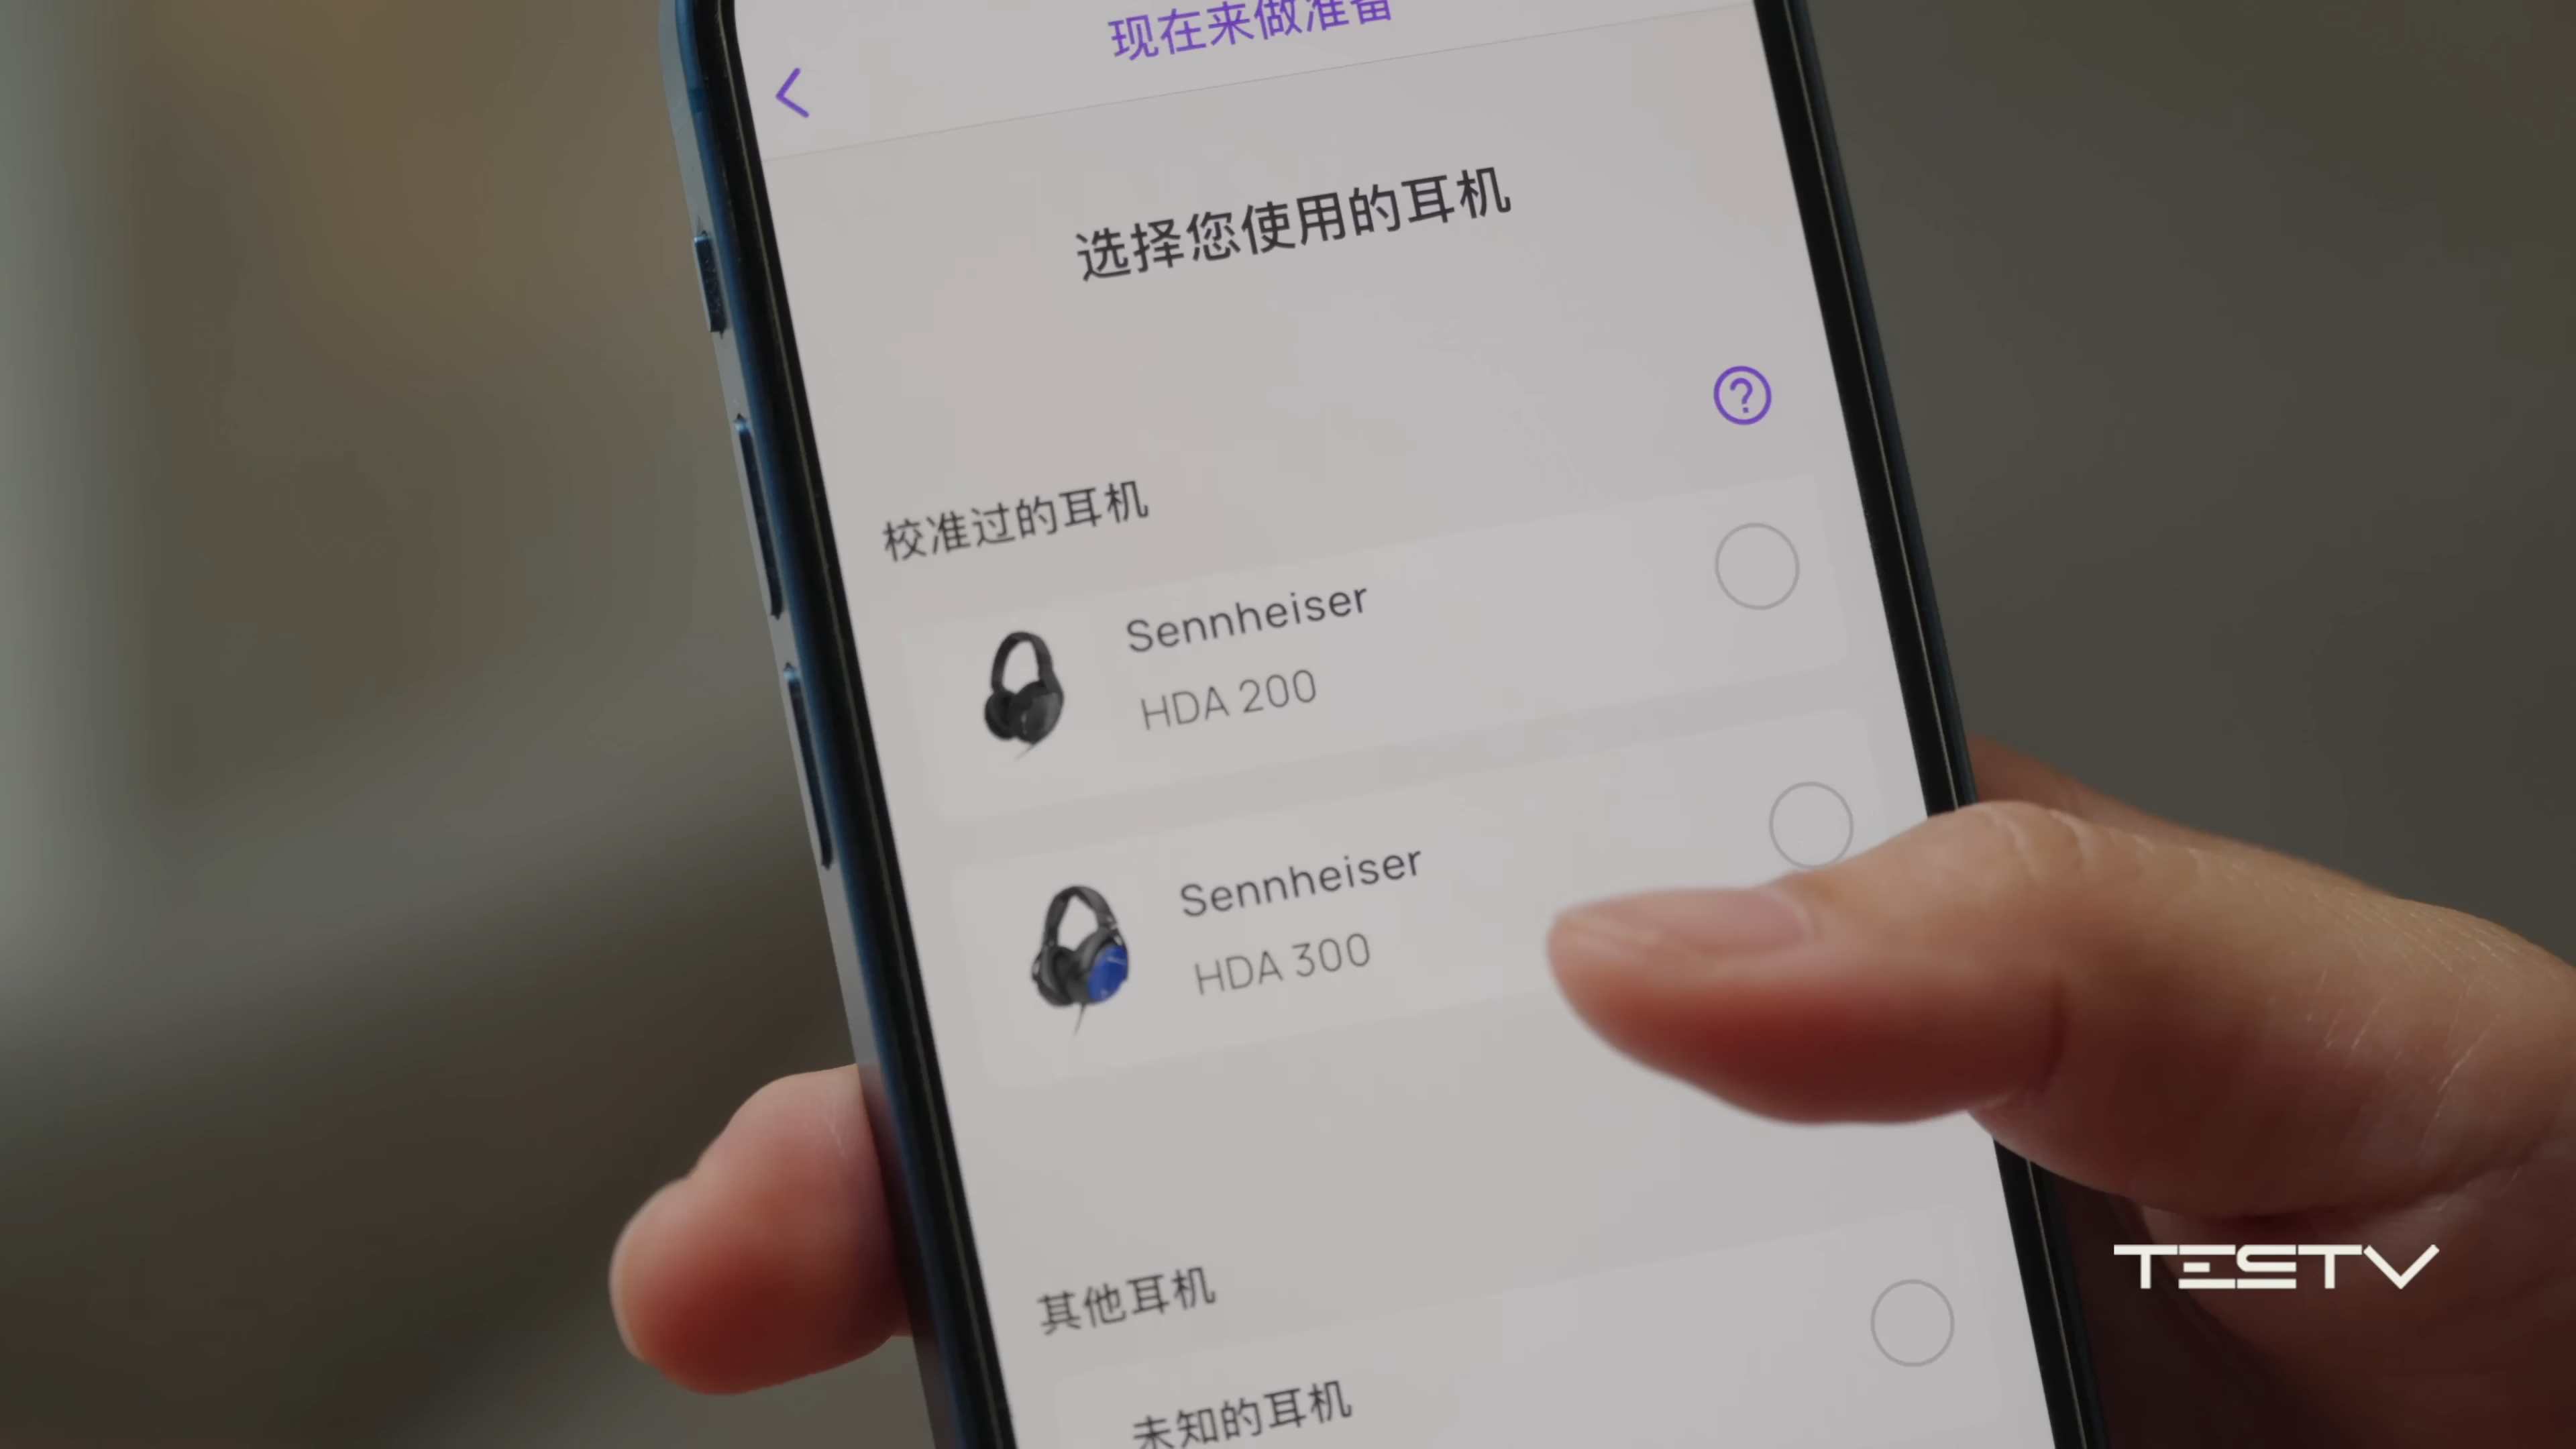 现在来做准备
选择您使用的耳机
校准过的耳机
Sennheiser
HDA 200
Sennheiser
HDA 300
其他耳机
未知的耳机
TESTV